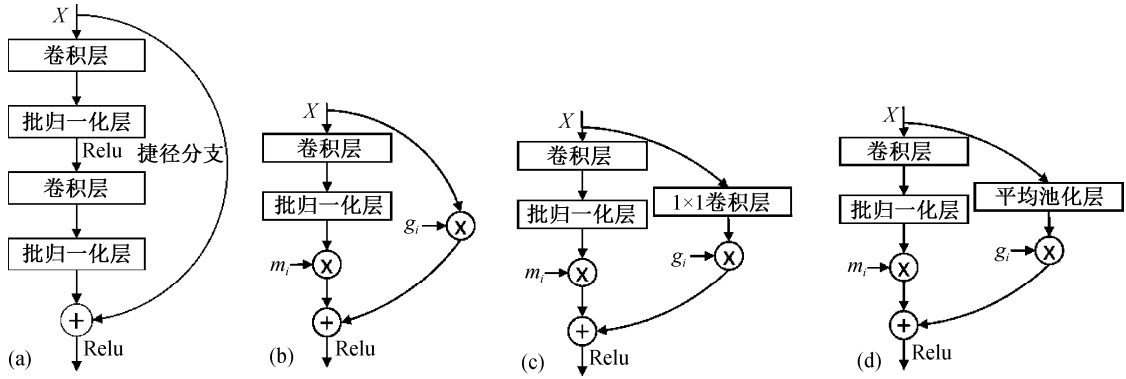 X
卷积层
批归一化层
Relu
捷径分支
卷积层
批归一化层
+
Relu
(a)
X
卷积层
批归一化层
g_i
x
m_i
x
+
Relu
(b)
X
卷积层
1×1卷积层
批归一化层
g_i
x
m_i
x
+
Relu
(c)
X
卷积层
平均池化层
批归一化层
g_i
x
m_i
x
+
Relu
(d)